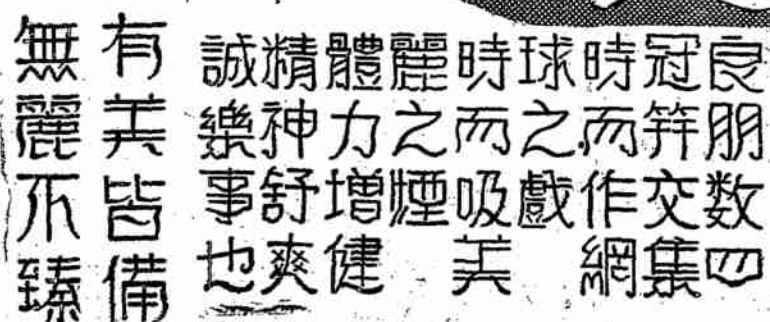 良朋数四
冠笄交集
時而作網
球之戲
時而吸美
麗之煙
體力增健
精神舒爽
誠樂事也
有美皆備
無麗不臻